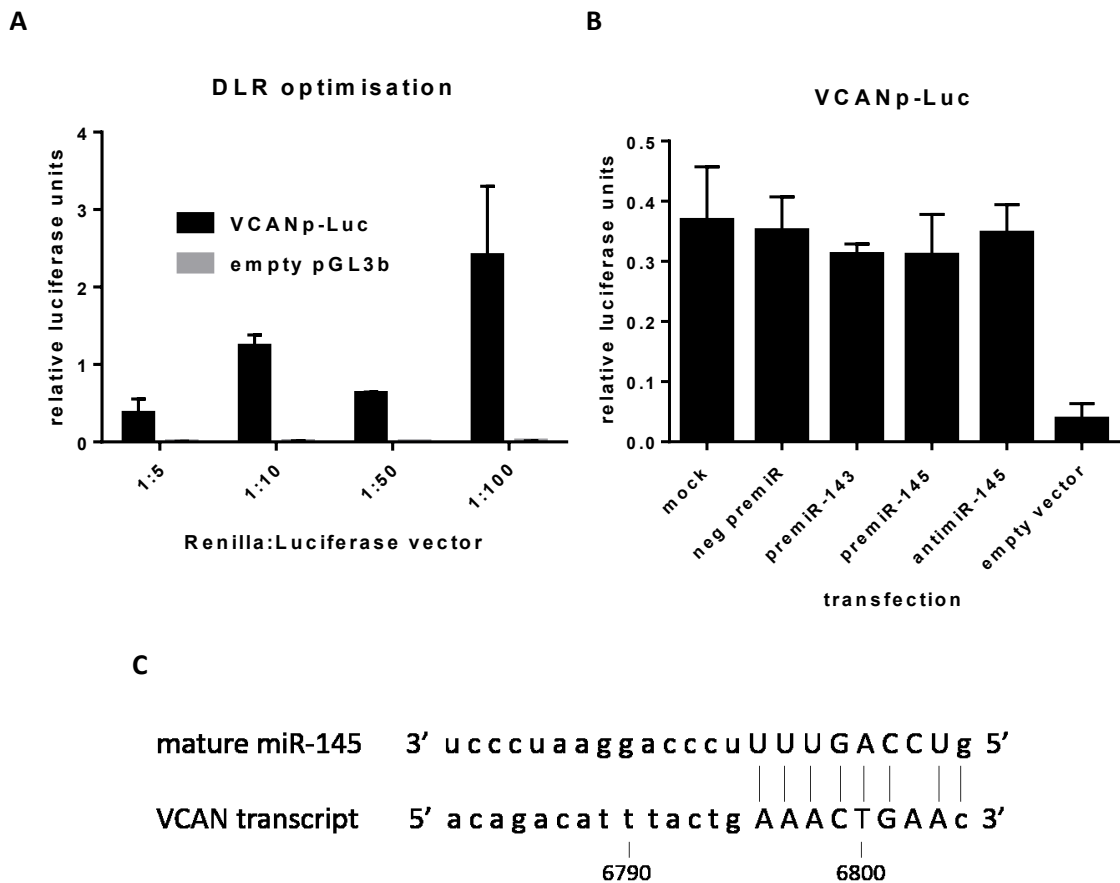 A
DLR optimisation
relative luciferase units
4
3
2
1
0
VCANp-Luc
empty pGL3b
1:5
1:10
1:50
1:100
Renilla:Luciferase vector
B
VCANp-Luc
relative luciferase units
0.5
0.4
0.3
0.2
0.1
0.0
mock
neg premiR
premiR-143
premiR-145
antimiR-145
empty vector
transfection
C
mature miR-145 3’ u c c c u a a g g a c c c u U U U G A C C U g 5’
VCAN transcript 5’ a c a g a c a t t t a c t g A A A C T G A A c 3’
6790 6800